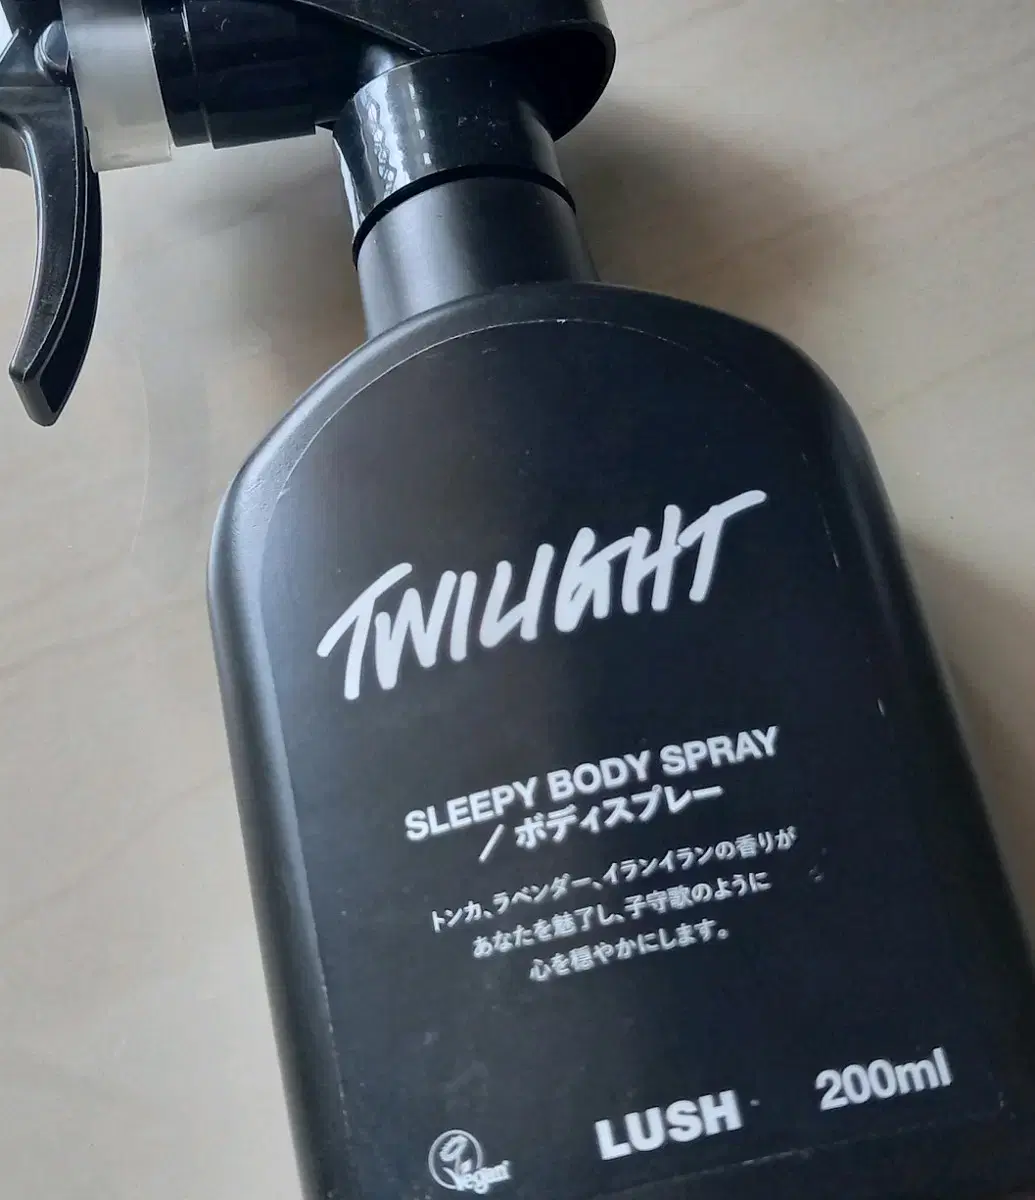 TWILIGHT
SLEEPY BODY SPRAY
/ ボディスプレー
トンカ、ラベンダー、イランイランの香りが
あなたを魅了し、子守歌のように
心を穏やかにします。
Vegan
LUSH
200ml